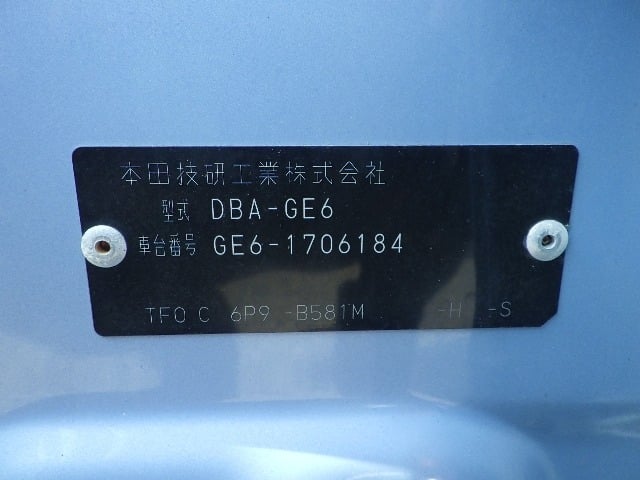 本田技研工業株式会社
型式 DBA-GE6
車台番号 GE6-1706184
TF0 C 6P9 -B581M -H -S